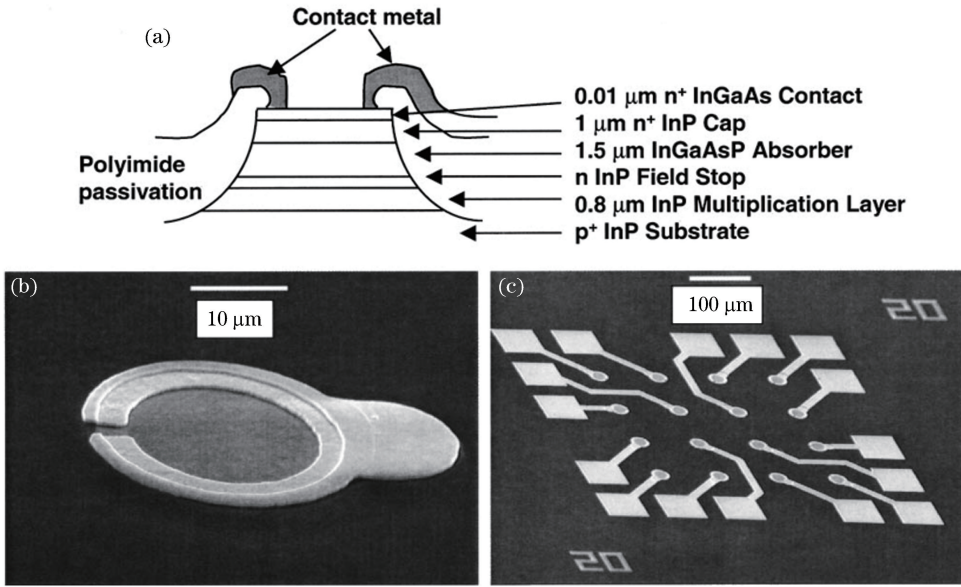 Contact metal
(a)
0.01 μm n⁺ InGaAs Contact
1 μm n⁺ InP Cap
1.5 μm InGaAsP Absorber
n InP Field Stop
0.8 μm InP Multiplication Layer
p⁺ InP Substrate
Polyimide
passivation
(b)
10 μm
(c)
100 μm
20
20